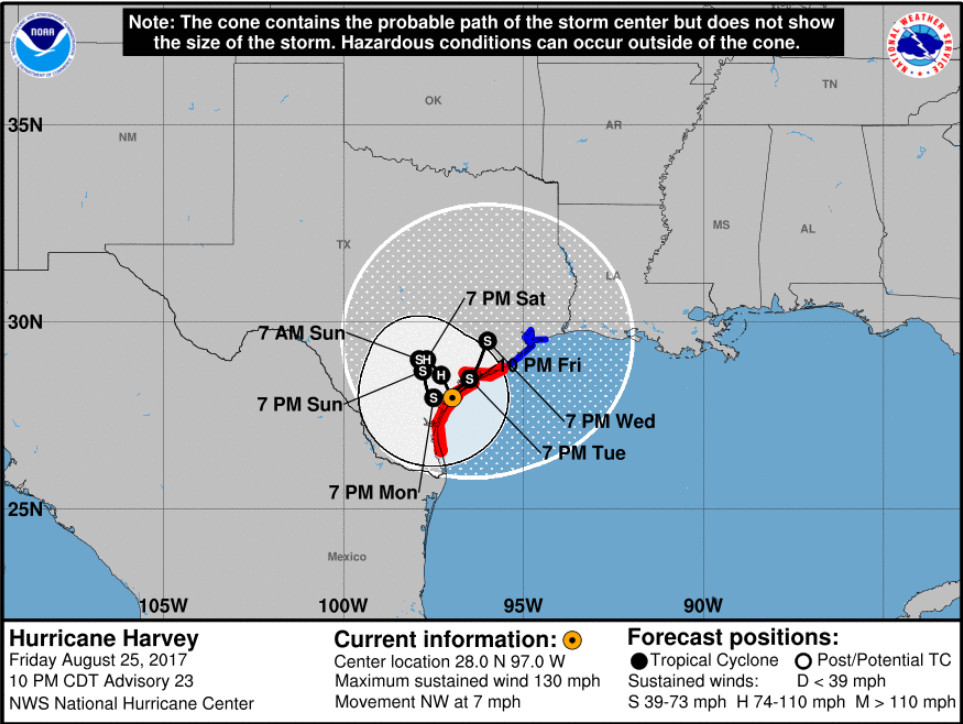 Note: The cone contains the probable path of the storm center but does not show
the size of the storm. Hazardous conditions can occur outside of the cone.
NOAA
NATIONAL WEATHER SERVICE
TN
OK
35N
AR
NM
MS
AL
TX
LA
7 PM Sat
30N
7 AM Sun
S
S H
10 PM Fri
S
H
S
7 PM Sun
S
7 PM Wed
7 PM Tue
7 PM Mon
25N
Mexico
105W
100W
95W
90W
Hurricane Harvey
Friday August 25, 2017
10 PM CDT Advisory 23
NWS National Hurricane Center
Current information:
Center location 28.0 N 97.0 W
Maximum sustained wind 130 mph
Movement NW at 7 mph
Forecast positions:
Tropical Cyclone Post/Potential TC
Sustained winds: D < 39 mph
S 39-73 mph H 74-110 mph M > 110 mph